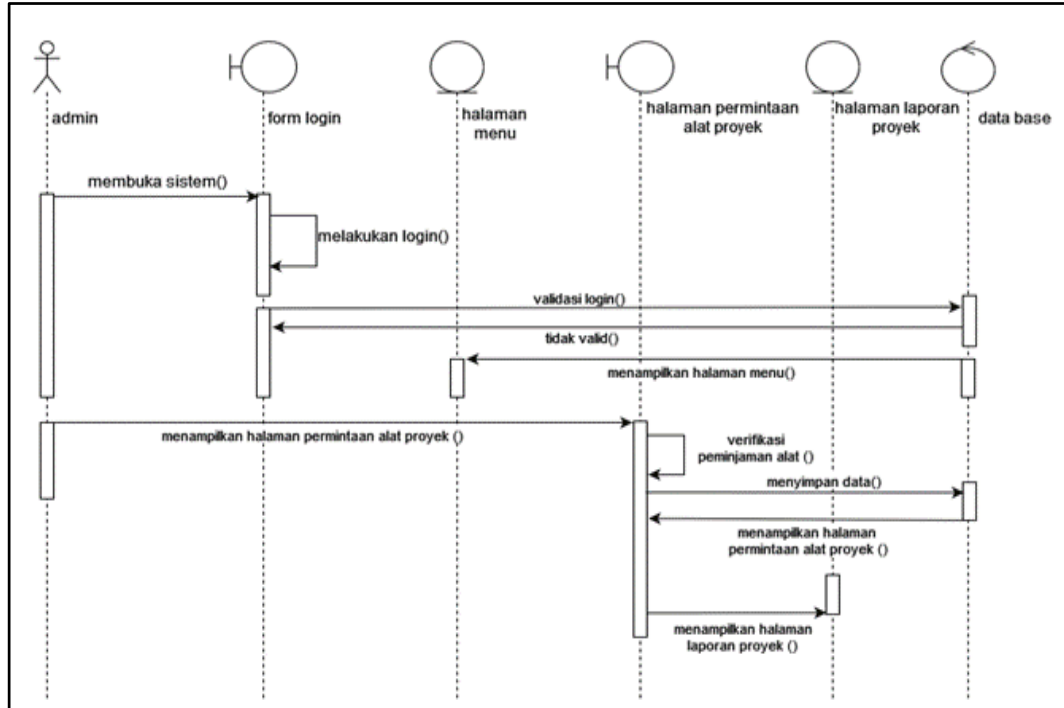 admin
form login
halaman
menu
halaman permintaan
alat proyek
halaman laporan
proyek
data base
membuka sistem()
melakukan login()
validasi login()
tidak valid()
menampilkan halaman menu()
menampilkan halaman permintaan alat proyek ()
verifikasi
peminjaman alat ()
menyimpan data()
menampilkan halaman
permintaan alat proyek ()
menampilkan halaman
laporan proyek ()